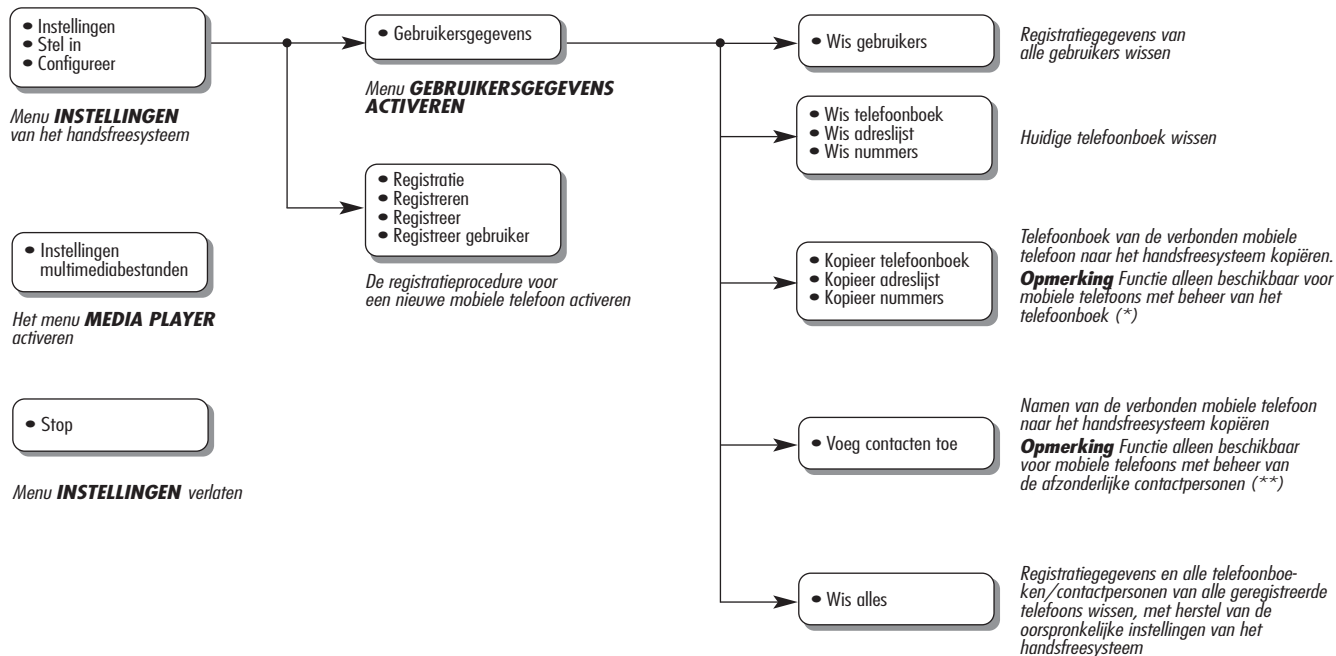 • Instellingen
• Stel in
• Configureer
Menu INSTELLINGEN
van het handsfreesysteem
• Instellingen
multimediabestanden
Het menu MEDIA PLAYER
activeren
• Stop
Menu INSTELLINGEN verlaten
• Gebruikersgegevens
Menu GEBRUIKERSGEGEVENS
ACTIVEREN
• Registratie
• Registreren
• Registreer
• Registreer gebruiker
De registratieprocedure voor
een nieuwe mobiele telefoon activeren
• Wis gebruikers
Registratiegegevens van
alle gebruikers wissen
• Wis telefoonboek
• Wis adreslijst
• Wis nummers
Huidige telefoonboek wissen
• Kopieer telefoonboek
• Kopieer adreslijst
• Kopieer nummers
Telefoonboek van de verbonden mobiele
telefoon naar het handsfreesysteem kopiëren.
Opmerking Functie alleen beschikbaar voor
mobiele telefoons met beheer van het
telefoonboek (*)
• Voeg contacten toe
Namen van de verbonden mobiele telefoon
naar het handsfreesysteem kopiëren
Opmerking Functie alleen beschikbaar
voor mobiele telefoons met beheer van
de afzonderlijke contactpersonen (**)
• Wis alles
Registratiegegevens en alle telefoonboe-
ken/contactpersonen van alle geregistreerde
telefoons wissen, met herstel van de
oorspronkelijke instellingen van het
handsfreesysteem